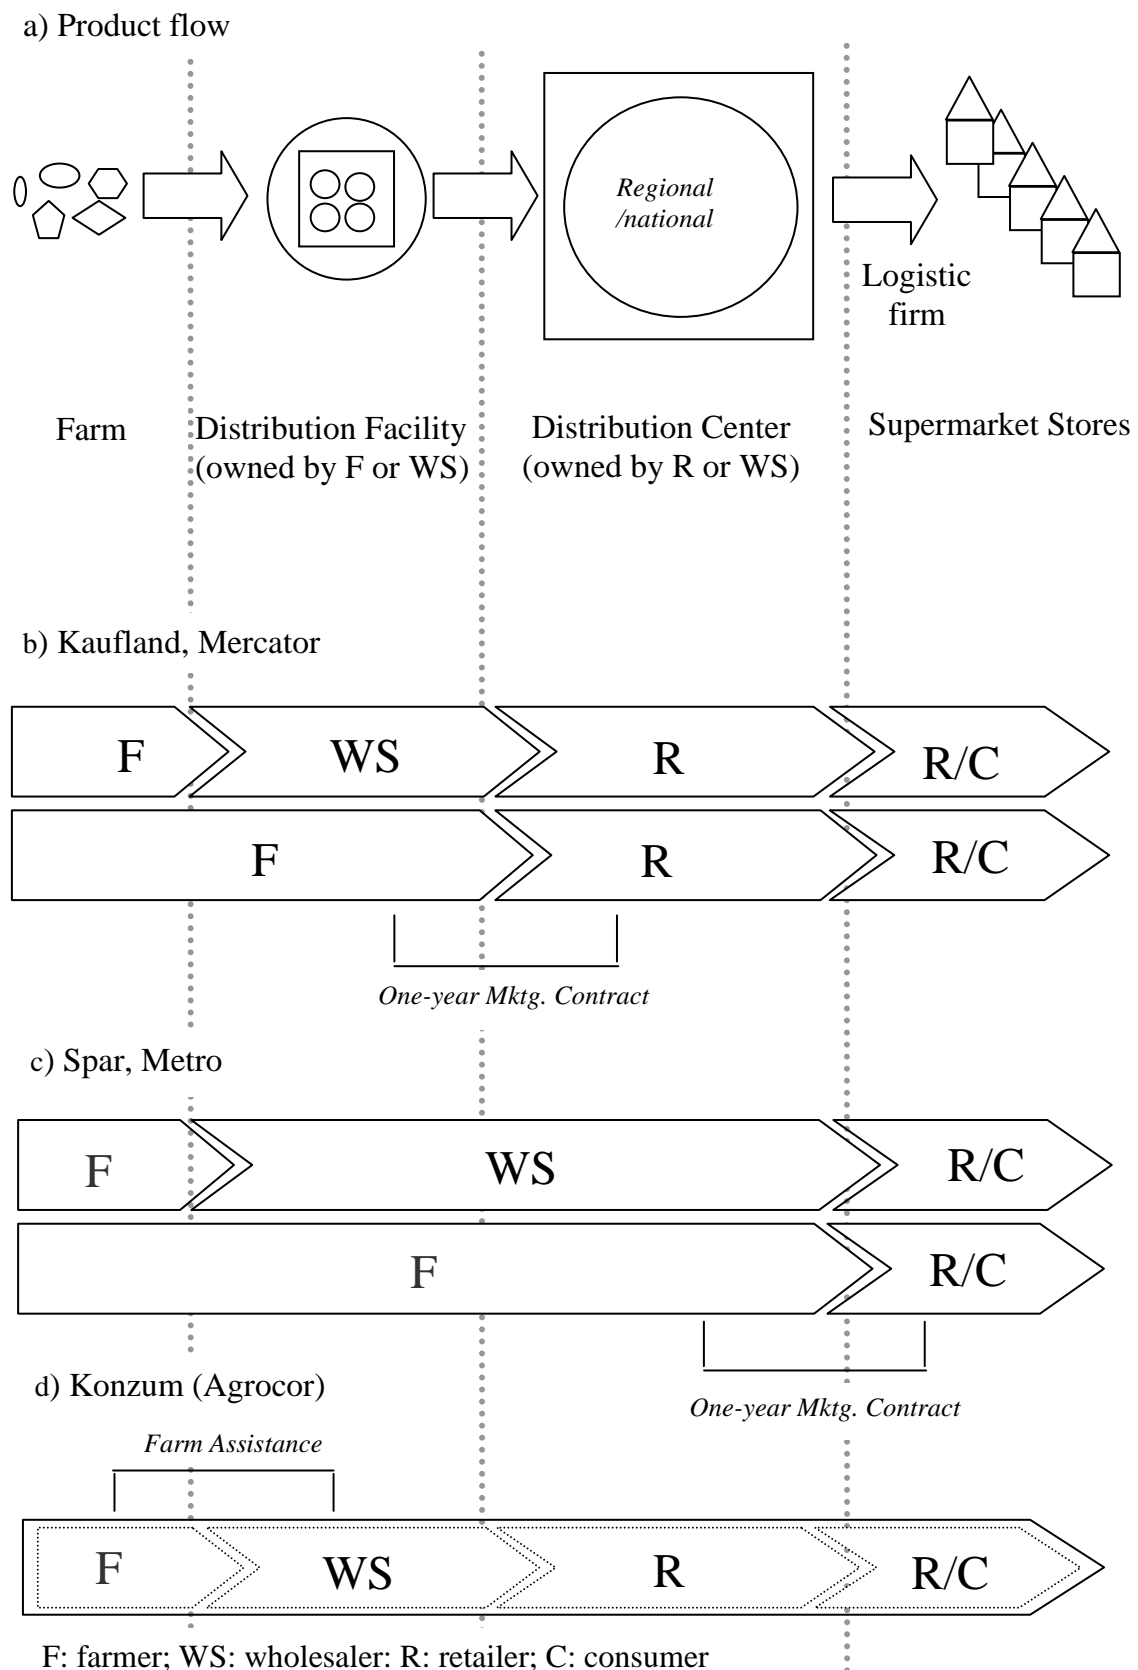 a) Product flow
Regional
/national
Logistic
firm
Farm
Distribution Facility
(owned by F or WS)
Distribution Center
(owned by R or WS)
Supermarket Stores
b) Kaufland, Mercator
F
WS
R
R/C
F
R
R/C
One-year Mktg. Contract
c) Spar, Metro
F
WS
R/C
F
R/C
One-year Mktg. Contract
d) Konzum (Agrocor)
Farm Assistance
F
WS
R
R/C
F: farmer; WS: wholesaler: R: retailer; C: consumer